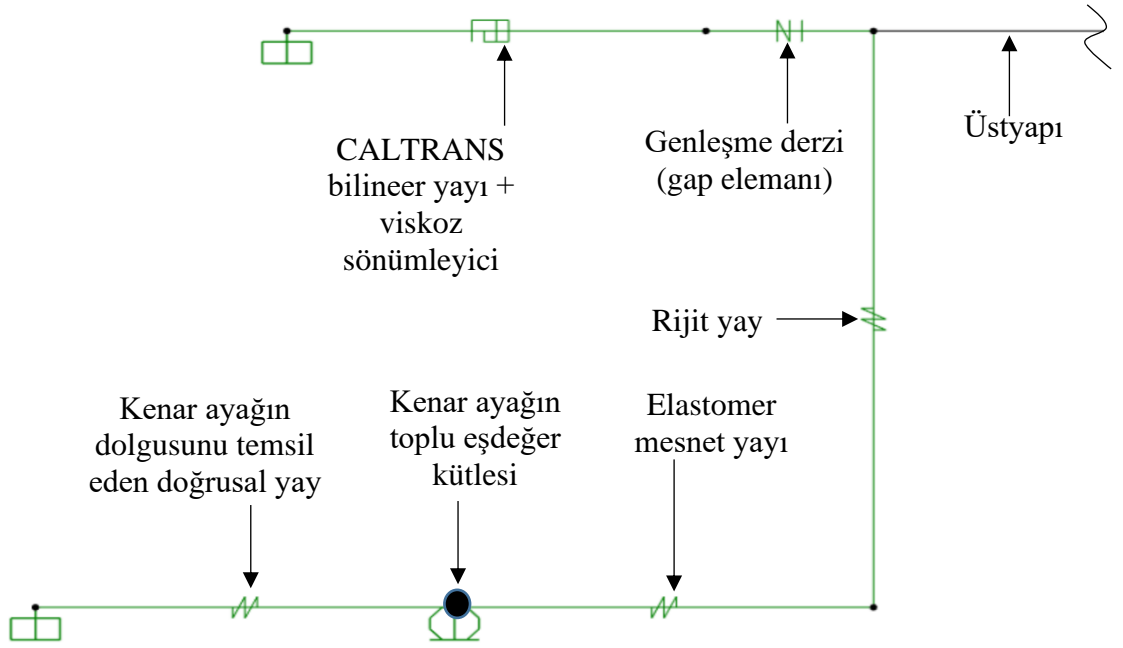 CALTRANS
bilineer yayı +
viskoz
sönümleyici
Genleşme derzi
(gap elemanı)
Üstyapı
Rijit yay
Kenar ayağın
dolgusunu temsil
eden doğrusal yay
Kenar ayağın
toplu eşdeğer
kütlesi
Elastomer
mesnet yayı